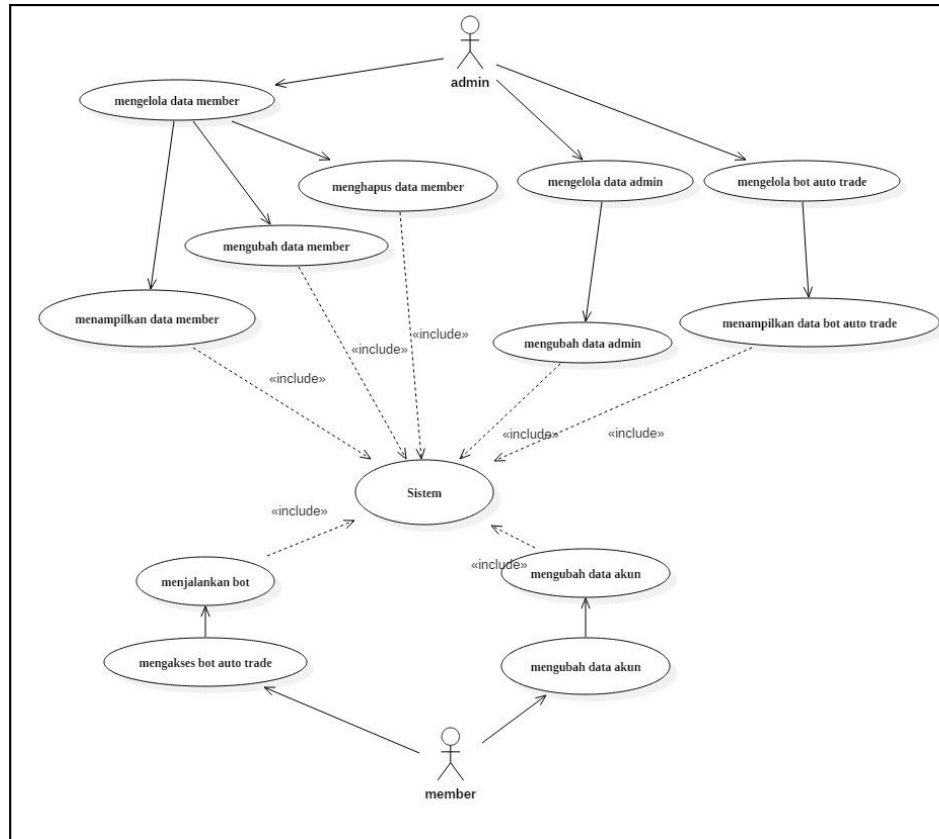 admin
mengelola data member
menghapus data member
mengelola data admin
mengelola bot auto trade
mengubah data member
menampilkan data member
menampilkan data bot auto trade
mengubah data admin
«include»
«include»
«include»
«include»
«include»
Sistem
«include»
«include»
menjalankan bot
mengubah data akun
mengakses bot auto trade
mengubah data akun
member